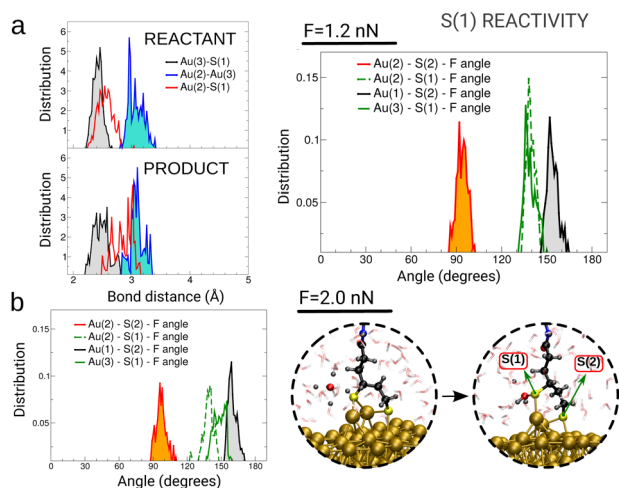 a
S(1) REACTIVITY
F=1.2 nN
REACTANT
Au(3)-S(1)
Au(2)-Au(3)
Au(2)-S(1)
Distribution
6
5
4
3
2
1
PRODUCT
Distribution
6
5
4
3
2
1
2
3
4
5
Bond distance (Å)
Au(2) - S(2) - F angle
Au(2) - S(1) - F angle
Au(1) - S(2) - F angle
Au(3) - S(1) - F angle
Distribution
0.15
0.1
0.05
0
30
60
90
120
150
180
Angle (degrees)
b
F=2.0 nN
Au(2) - S(2) - F angle
Au(2) - S(1) - F angle
Au(1) - S(2) - F angle
Au(3) - S(1) - F angle
Distribution
0.15
0.1
0.05
0
30
60
90
120
150
180
Angle (degrees)
S(1)
S(2)